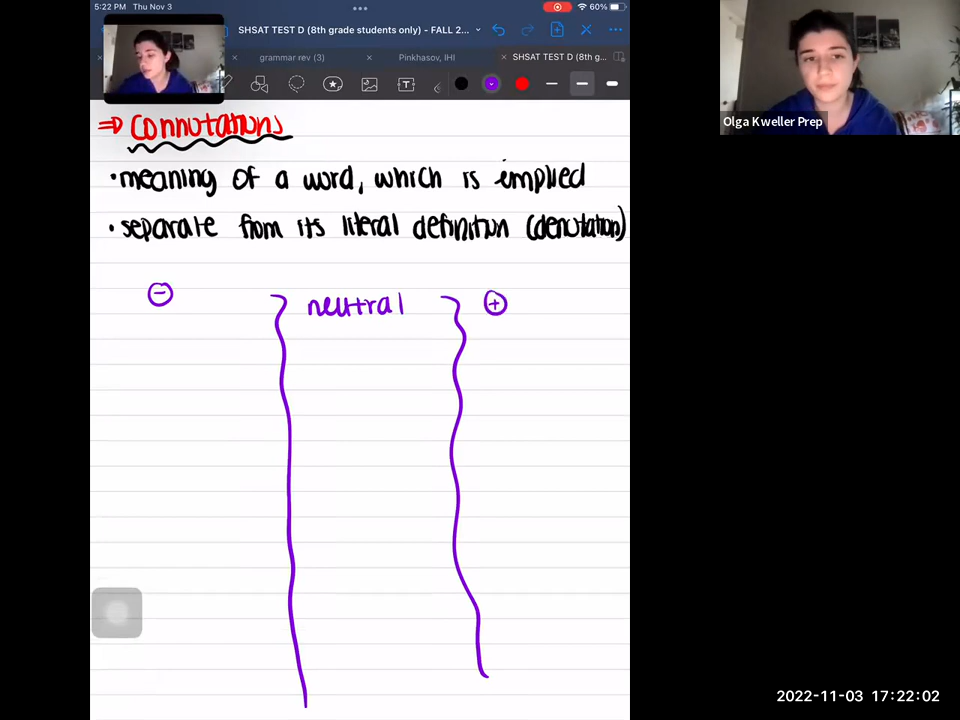 5:22 PM Thu Nov 3
60%
SHSAT TEST D (8th grade students only) - FALL 2...
grammar rev (3)
Pinkhasov, IHI
SHSAT TEST D (8th g...
⇒ Connotations
• meaning of a word, which is implied
• separate from its literal definition (denotation)
⊖ neutral ⊕
Olga Kweller Prep
2022-11-03 17:22:02